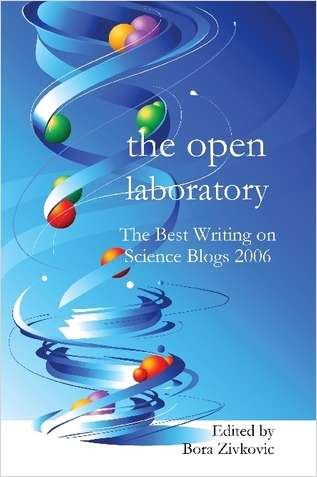 the open
laboratory
The Best Writing on
Science Blogs 2006
Edited by
Bora Zivkovic